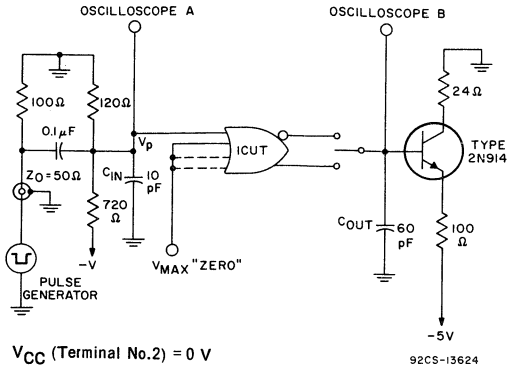 OSCILLOSCOPE A
OSCILLOSCOPE B
100Ω
120Ω
24Ω
0.1µF
Vp
ICUT
TYPE
2N914
ZO=50Ω
CIN
10
pF
720
Ω
COUT
60
pF
100
Ω
-V
VMAX "ZERO"
PULSE
GENERATOR
-5V
VCC (Terminal No.2) = 0 V
92CS-13624